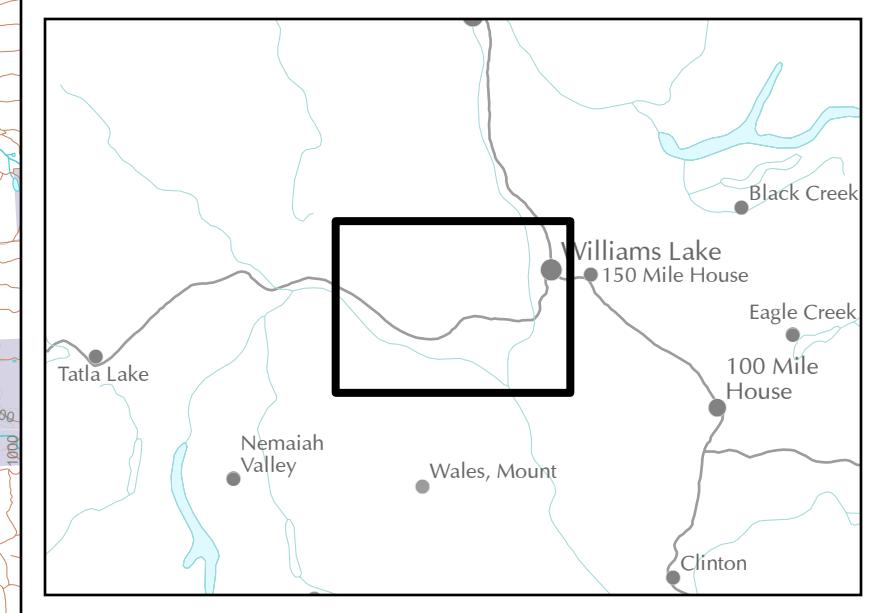 Black Creek
Williams Lake
150 Mile House
Eagle Creek
100 Mile
House
Tatla Lake
Nemaiah
Valley
Wales, Mount
Clinton
1000